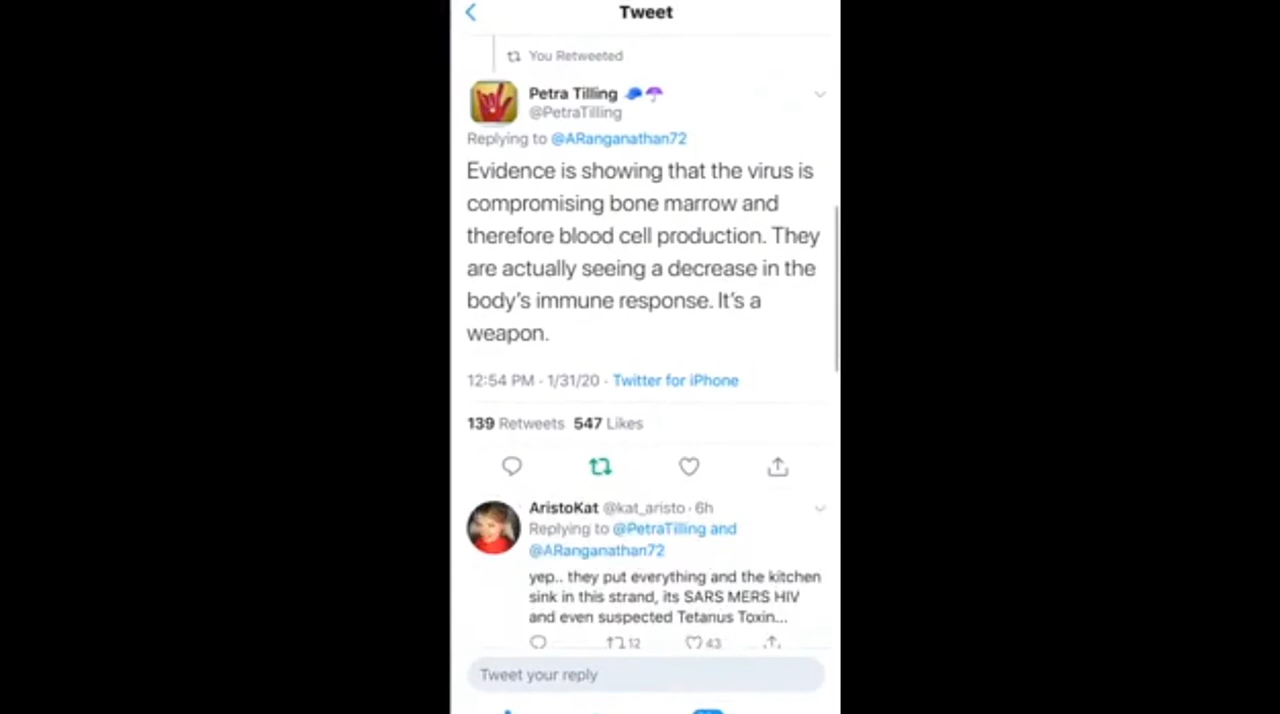 Tweet
You Retweeted
Petra Tilling
@PetraTilling
Replying to @ARanganathan72
Evidence is showing that the virus is
compromising bone marrow and
therefore blood cell production. They
are actually seeing a decrease in the
body's immune response. It's a
weapon.
12:54 PM · 1/31/20 · Twitter for iPhone
139 Retweets 547 Likes
AristoKat @kat_aristo · 6h
Replying to @PetraTilling and
@ARanganathan72
yep.. they put everything and the kitchen
sink in this strand, its SARS MERS HIV
and even suspected Tetanus Toxin...
12 43
Tweet your reply